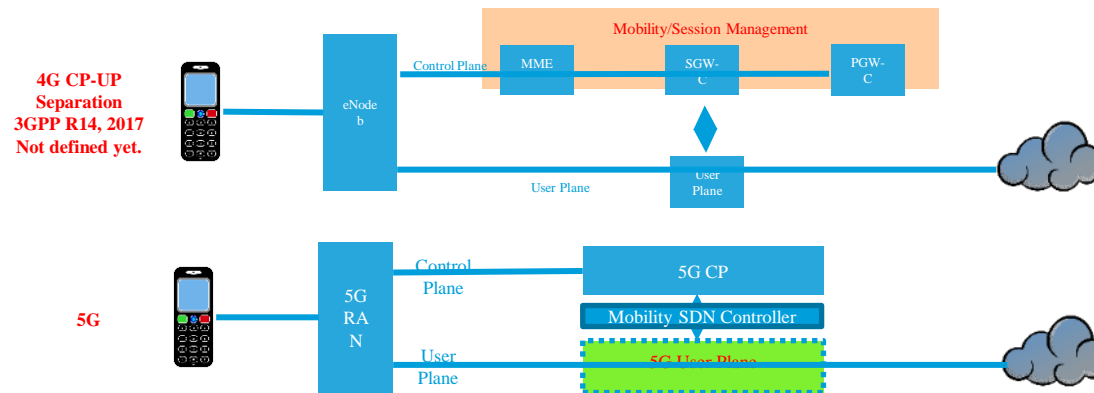 Mobility/Session Management
Control Plane
MME
SGW-
C
PGW-
C
4G CP-UP
Separation
3GPP R14, 2017
Not defined yet.
eNode
b
User Plane
User
Plane
Control
Plane
5G CP
5G
5G
RA
N
Mobility SDN Controller
User
Plane
5G User Plane